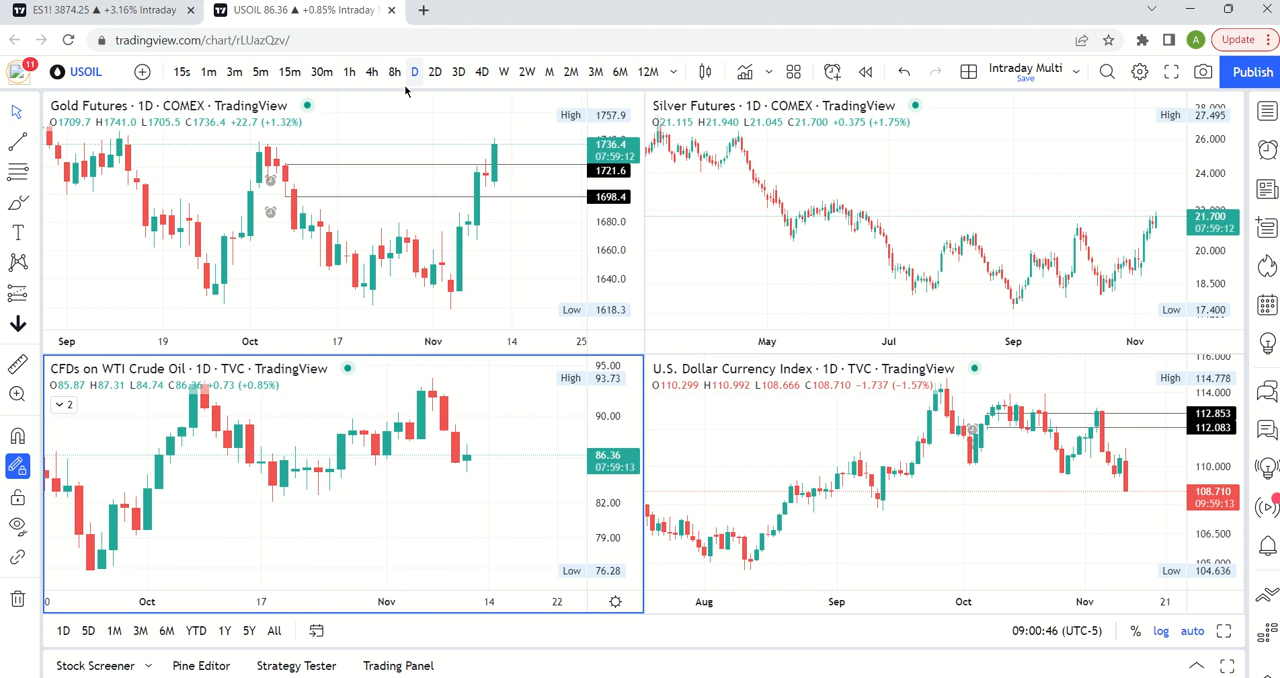 ES1! 3874.25 ▲ +3.16% Intraday
USOIL 86.36 ▲ +0.85% Intraday
tradingview.com/chart/rLUazQzv/
A
Update
11
USOIL
15s 1m 3m 5m 15m 30m 1h 4h 8h D 2D 3D 4D W 2W M 2M 3M 6M 12M
Intraday Multi
Save
Publish
Gold Futures · 1D · COMEX · TradingView
O1709.7 H1741.0 L1705.5 C1736.4 +22.7 (+1.32%)
High 1757.9
1736.4
07:59:12
1721.6
1698.4
1680.0
1660.0
1640.0
Low 1618.3
Sep 19 Oct 17 Nov 14 25
Silver Futures · 1D · COMEX · TradingView
O21.115 H21.940 L21.045 C21.700 +0.375 (+1.75%)
28.000
High 27.495
26.000
24.000
21.700
07:59:12
20.000
18.500
Low 17.400
May Jul Sep Nov
CFDs on WTI Crude Oil · 1D · TVC · TradingView
O85.87 H87.31 L84.74 C86.36 +0.73 (+0.85%)
2
95.00
High 93.73
90.00
86.36
07:59:13
82.00
79.00
Low 76.28
Oct 17 Nov 14 22
U.S. Dollar Currency Index · 1D · TVC · TradingView
O110.299 H110.992 L108.666 C108.710 −1.737 (−1.57%)
116.000
High 114.778
114.000
112.853
112.083
110.000
108.710
09:59:13
106.500
105.000
Low 104.636
Aug Sep Oct Nov 21
1D 5D 1M 3M 6M YTD 1Y 5Y All
09:00:46 (UTC-5) % log auto
Stock Screener Pine Editor Strategy Tester Trading Panel